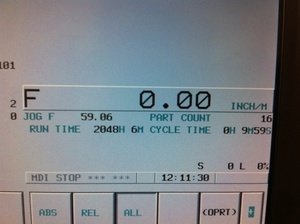 101
2 F 0.00 INCH/M
0 JOG F 59.06 PART COUNT 16
RUN TIME 2048H 6M CYCLE TIME 0H 9M59S
S 0 L 0%
MDI STOP *** *** 12:11:30
ABS REL ALL (OPRT)